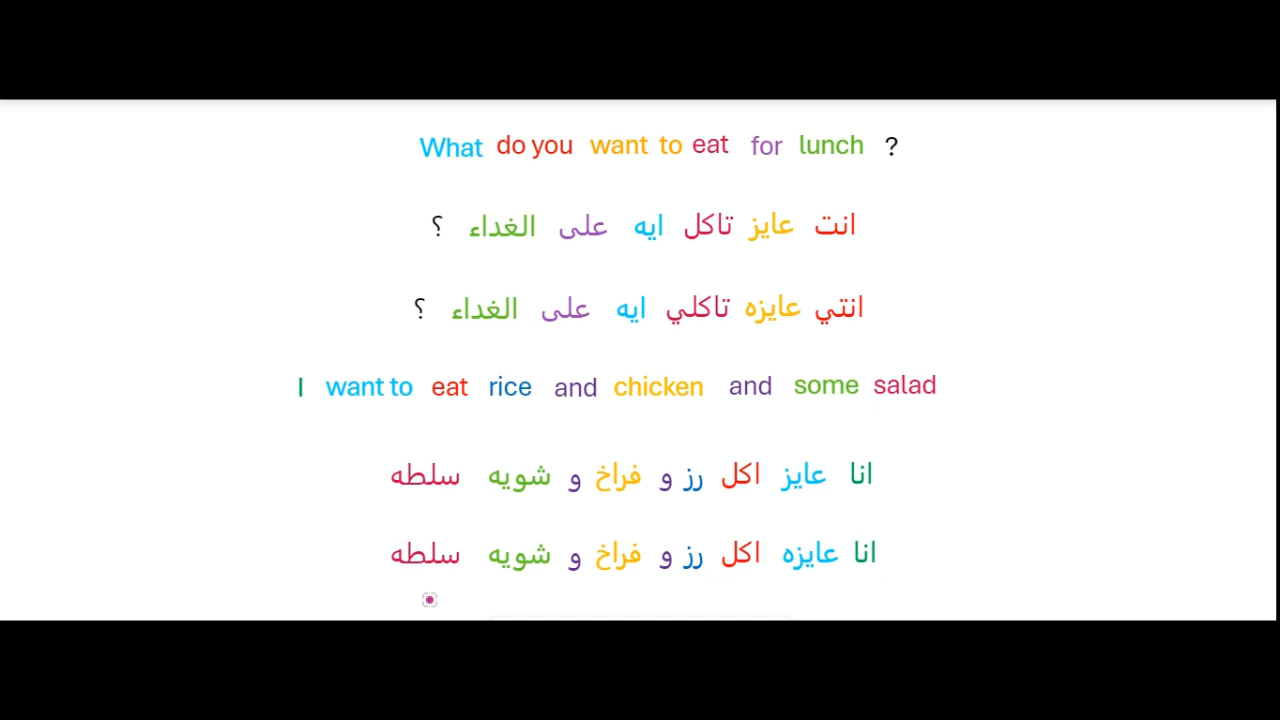 What do you want to eat for lunch ?
انت عايز تاكل ايه على الغداء ؟
انتي عايزه تاكلي ايه على الغداء ؟
I want to eat rice and chicken and some salad
انا عايز اكل رز و فراخ و شويه سلطه
انا عايزه اكل رز و فراخ و شويه سلطه